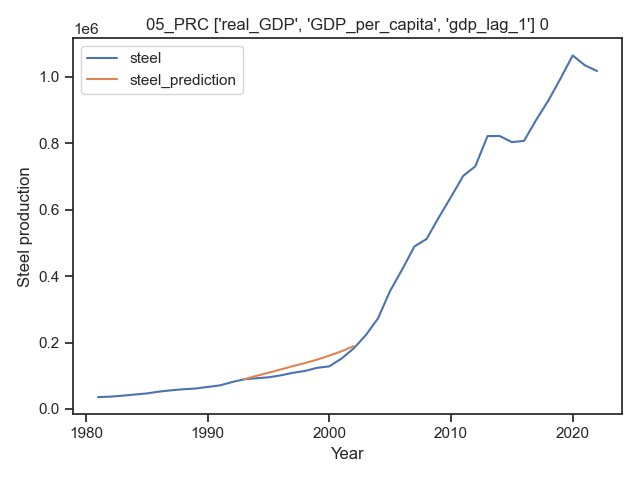 05_PRC ['real_GDP', 'GDP_per_capita', 'gdp_lag_1'] 0
1e6
steel
steel_prediction
1.0
0.8
0.6
0.4
0.2
0.0
Steel production
1980
1990
2000
2010
2020
Year